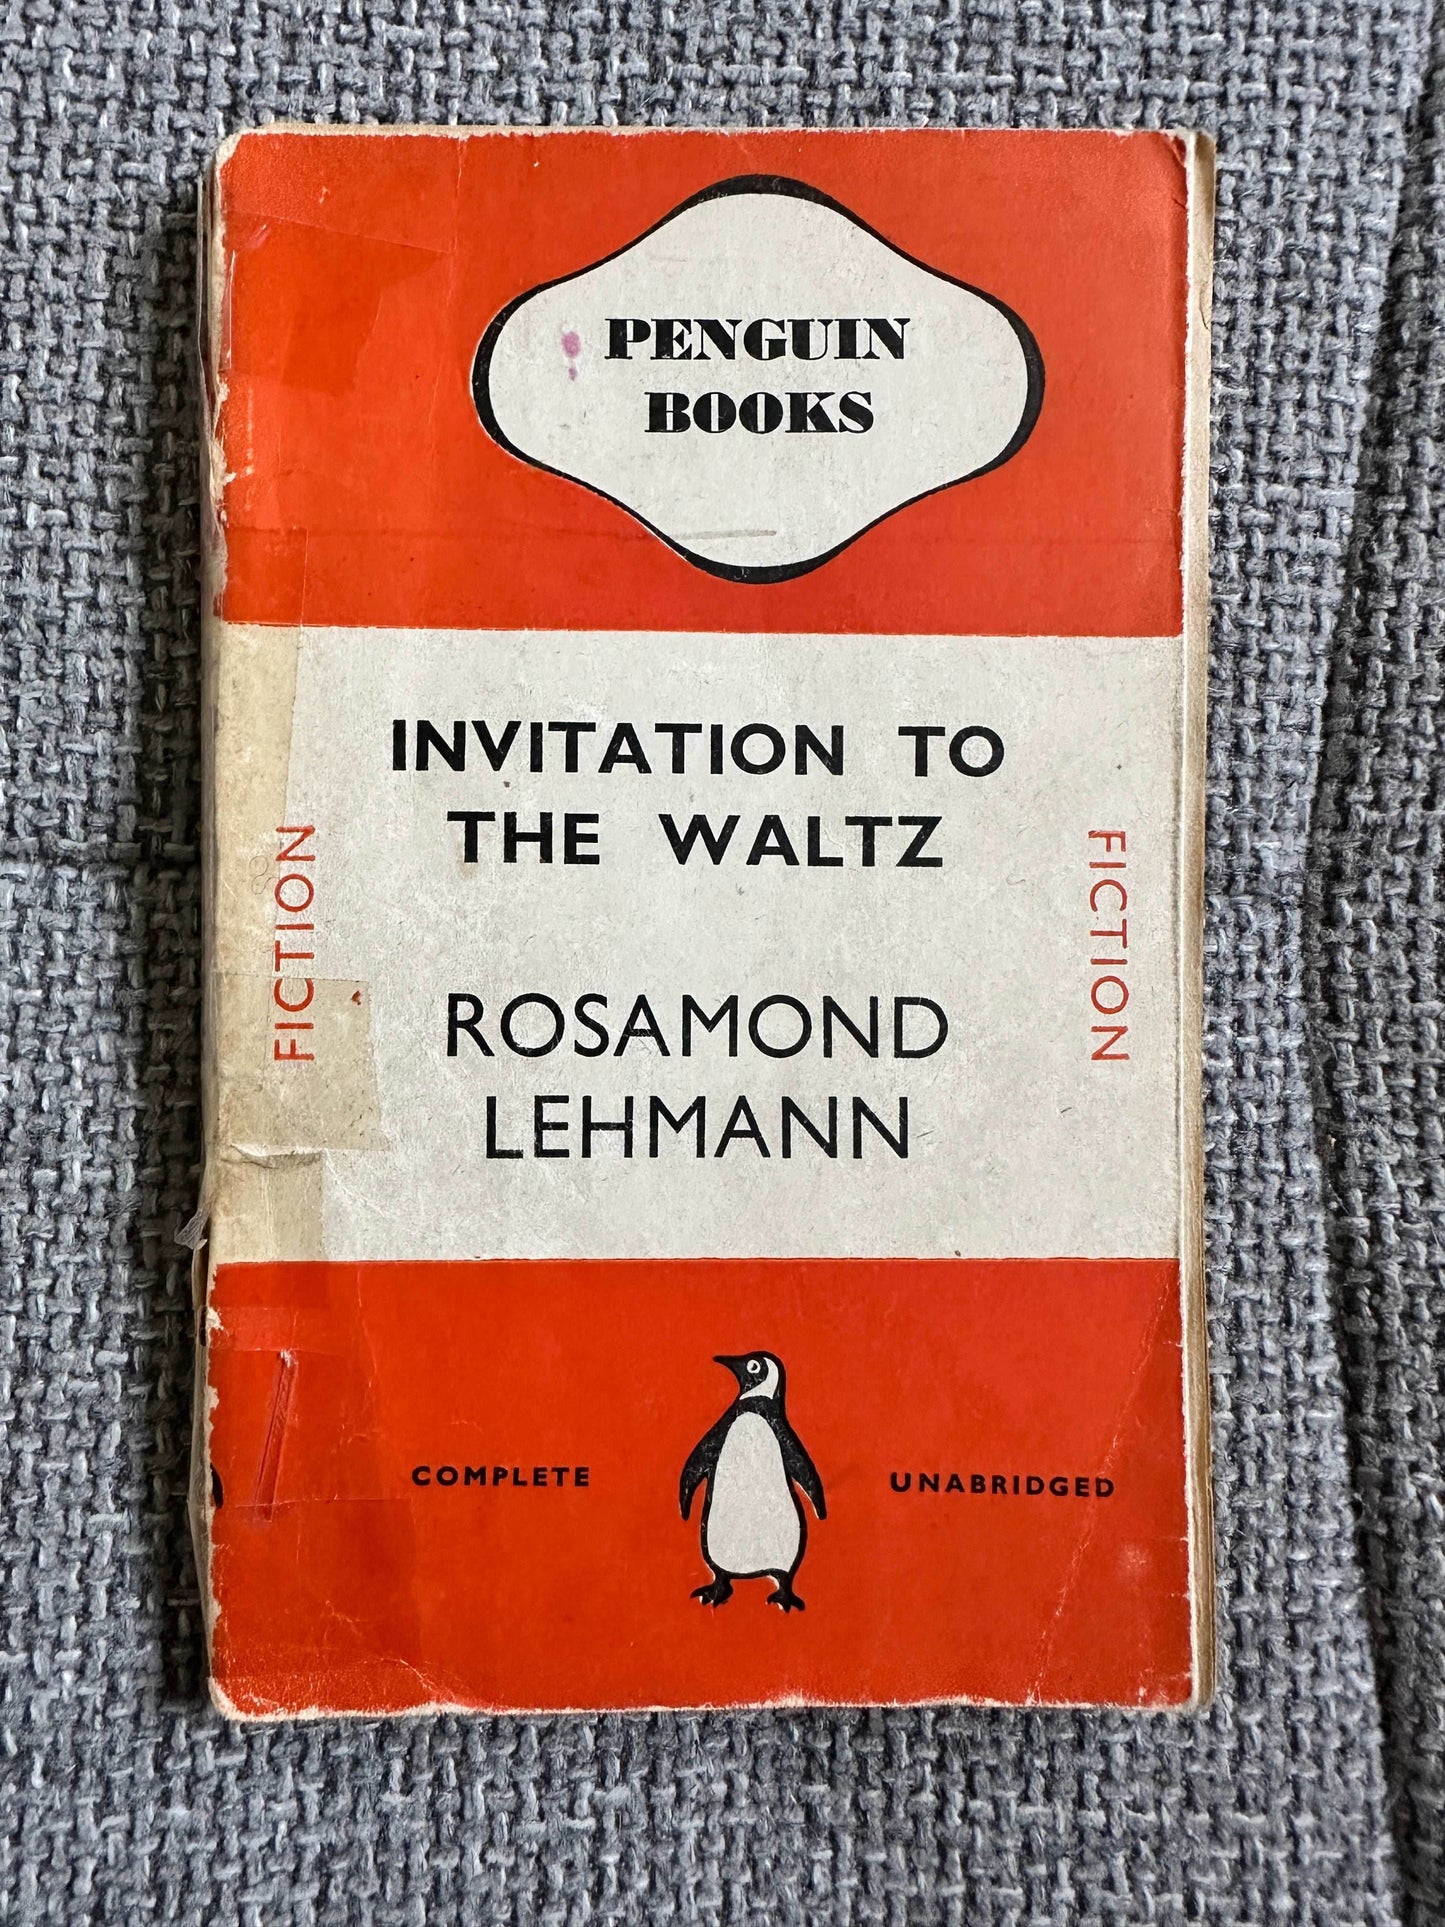 PENGUIN
BOOKS
INVITATION TO
THE WALTZ
FICTION
FICTION
ROSAMOND
LEHMANN
COMPLETE
UNABRIDGED